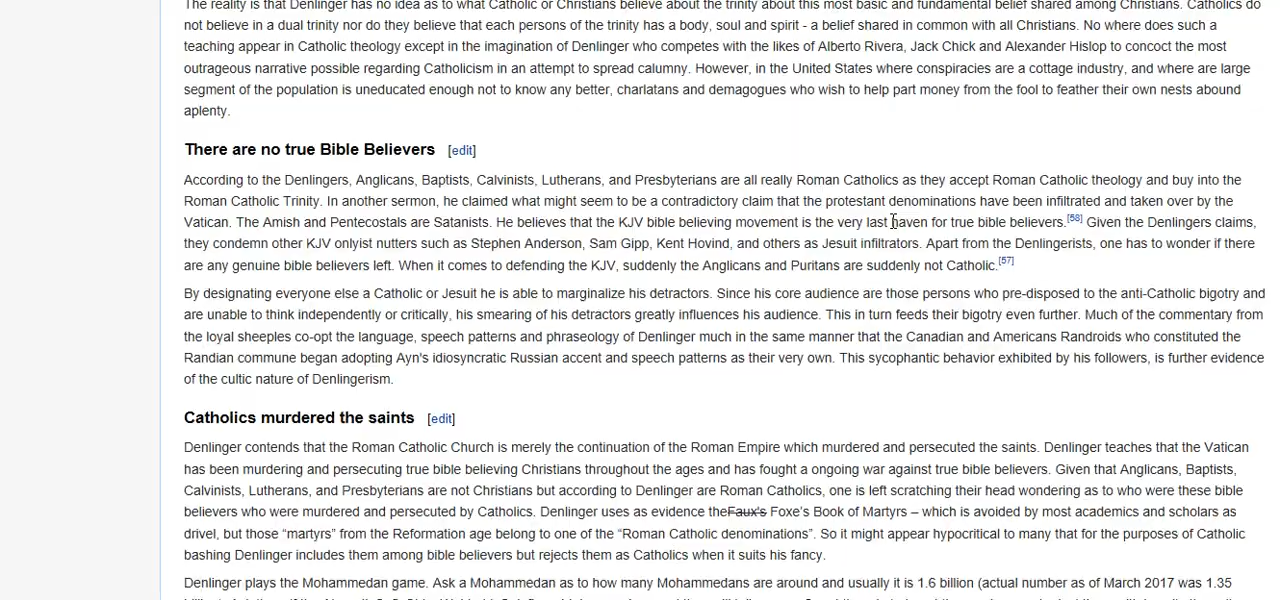 The reality is that Denlinger has no idea as to what Catholic or Christians believe about the trinity about this most basic and fundamental belief shared among Christians. Catholics do
not believe in a dual trinity nor do they believe that each persons of the trinity has a body, soul and spirit - a belief shared in common with all Christians. No where does such a
teaching appear in Catholic theology except in the imagination of Denlinger who competes with the likes of Alberto Rivera, Jack Chick and Alexander Hislop to concoct the most
outrageous narrative possible regarding Catholicism in an attempt to spread calumny. However, in the United States where conspiracies are a cottage industry, and where are large
segment of the population is uneducated enough not to know any better, charlatans and demagogues who wish to help part money from the fool to feather their own nests abound
aplenty.
There are no true Bible Believers [edit]
According to the Denlingers, Anglicans, Baptists, Calvinists, Lutherans, and Presbyterians are all really Roman Catholics as they accept Roman Catholic theology and buy into the
Roman Catholic Trinity. In another sermon, he claimed what might seem to be a contradictory claim that the protestant denominations have been infiltrated and taken over by the
Vatican. The Amish and Pentecostals are Satanists. He believes that the KJV bible believing movement is the very last haven for true bible believers.[58] Given the Denlingers claims,
they condemn other KJV onlyist nutters such as Stephen Anderson, Sam Gipp, Kent Hovind, and others as Jesuit infiltrators. Apart from the Denlingerists, one has to wonder if there
are any genuine bible believers left. When it comes to defending the KJV, suddenly the Anglicans and Puritans are suddenly not Catholic.[57]
By designating everyone else a Catholic or Jesuit he is able to marginalize his detractors. Since his core audience are those persons who pre-disposed to the anti-Catholic bigotry and
are unable to think independently or critically, his smearing of his detractors greatly influences his audience. This in turn feeds their bigotry even further. Much of the commentary from
the loyal sheeples co-opt the language, speech patterns and phraseology of Denlinger much in the same manner that the Canadian and Americans Randroids who constituted the
Randian commune began adopting Ayn's idiosyncratic Russian accent and speech patterns as their very own. This sycophantic behavior exhibited by his followers, is further evidence
of the cultic nature of Denlingerism.
Catholics murdered the saints [edit]
Denlinger contends that the Roman Catholic Church is merely the continuation of the Roman Empire which murdered and persecuted the saints. Denlinger teaches that the Vatican
has been murdering and persecuting true bible believing Christians throughout the ages and has fought a ongoing war against true bible believers. Given that Anglicans, Baptists,
Calvinists, Lutherans, and Presbyterians are not Christians but according to Denlinger are Roman Catholics, one is left scratching their head wondering as to who were these bible
believers who were murdered and persecuted by Catholics. Denlinger uses as evidence theFaux's Foxe's Book of Martyrs – which is avoided by most academics and scholars as
drivel, but those “martyrs” from the Reformation age belong to one of the “Roman Catholic denominations”. So it might appear hypocritical to many that for the purposes of Catholic
bashing Denlinger includes them among bible believers but rejects them as Catholics when it suits his fancy.
Denlinger plays the Mohammedan game. Ask a Mohammedan as to how many Mohammedans are around and usually it is 1.6 billion (actual number as of March 2017 was 1.35